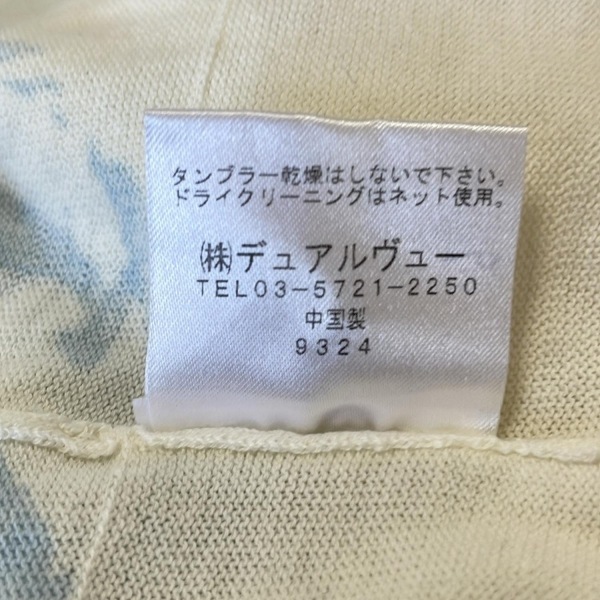 タンブラー乾燥はしないで下さい。
ドライクリーニングはネット使用。
㈱デュアルヴュー
TEL03-5721-2250
中国製
9324